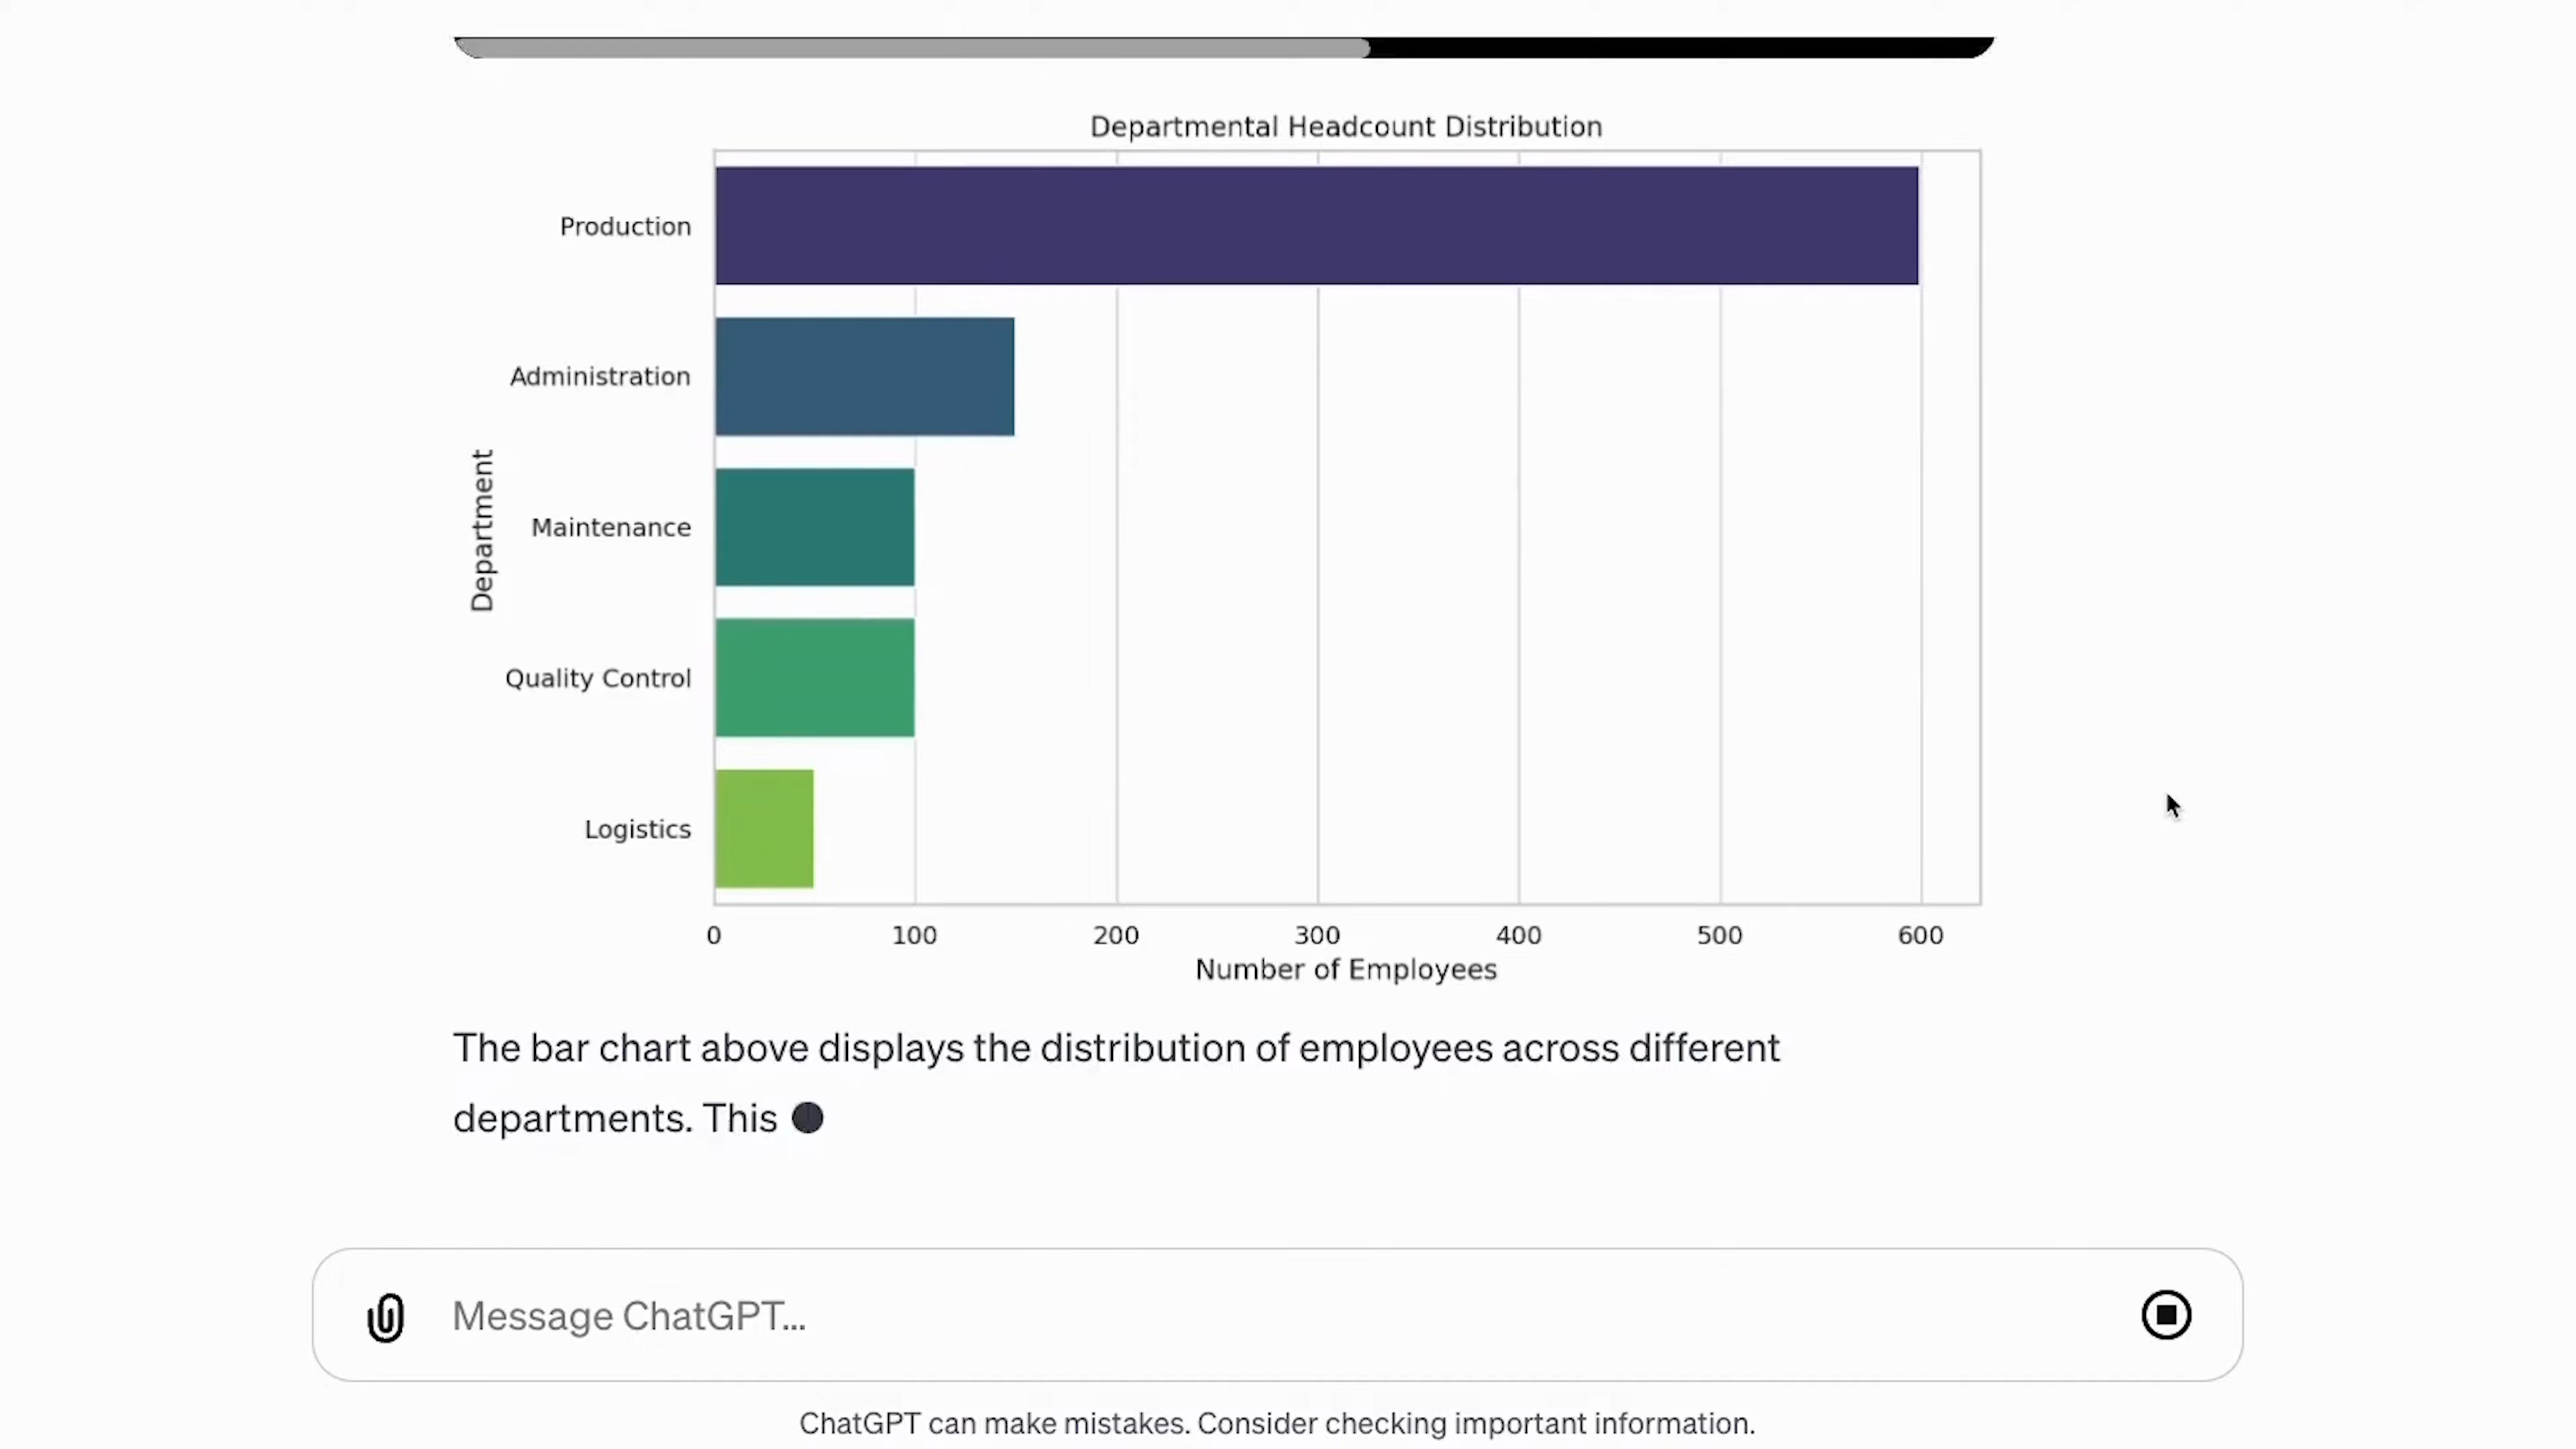 Departmental Headcount Distribution
Production
Administration
Maintenance
Quality Control
Logistics
Department
0 100 200 300 400 500 600
Number of Employees
The bar chart above displays the distribution of employees across different
departments. This
Message ChatGPT...
ChatGPT can make mistakes. Consider checking important information.